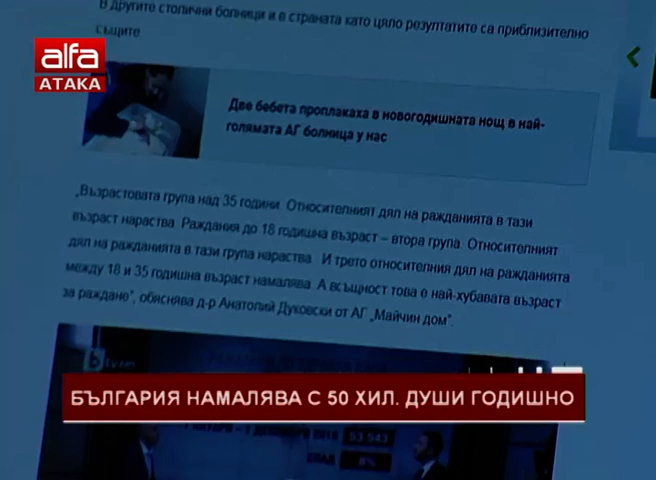 В другите столични болници и в страната като цяло резултатите са приблизително
същите
alfa
АТАКА
Две бебета проплакаха в новогодишната нощ в най-
голямата АГ болница у нас
„Възрастовата група над 35 години. Относителният дял на ражданията в тази
възраст нараства. Раждания до 18 годишна възраст – втора група. Относителният
дял на ражданията в тази група нараства. И трето относителния дял на ражданията
между 18 и 35 годишна възраст намалява. А всъщност това е най-хубавата възраст
за раждане", обяснява д-р Анатолий Дуковски от АГ „Майчин дом".
БЪЛГАРИЯ НАМАЛЯВА С 50 ХИЛ. ДУШИ ГОДИШНО
53 543
8%